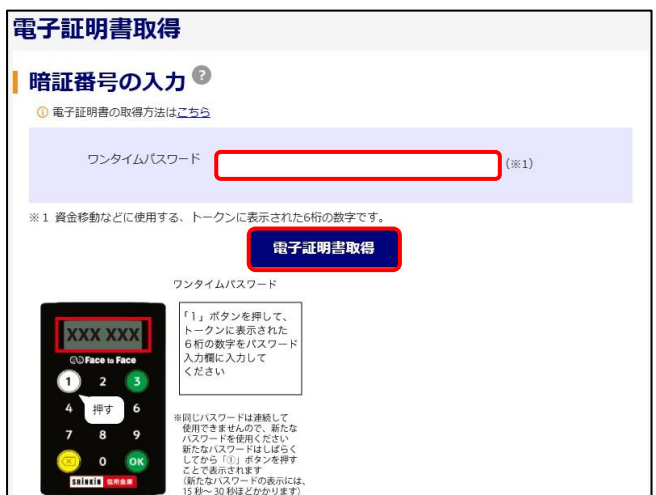 電子証明書取得
暗証番号の入力 ?
① 電子証明書の取得方法はこちら
ワンタイムパスワード (※1)
※1 資金移動などに使用する、トークンに表示された6桁の数字です。
電子証明書取得
ワンタイムパスワード
XXX XXX
Face to Face
1 2 3
4 押す 6
7 8 9
0 OK
SHINKIN 信用金庫
「1」ボタンを押して、
トークンに表示された
6桁の数字をパスワード
入力欄に入力して
ください
※同じパスワードは連続して
使用できませんので、新たな
パスワードを使用ください
新たなパスワードはしばらく
してから「①」ボタンを押す
ことで表示されます
(新たなパスワードの表示には、
15秒~30秒ほどかかります)